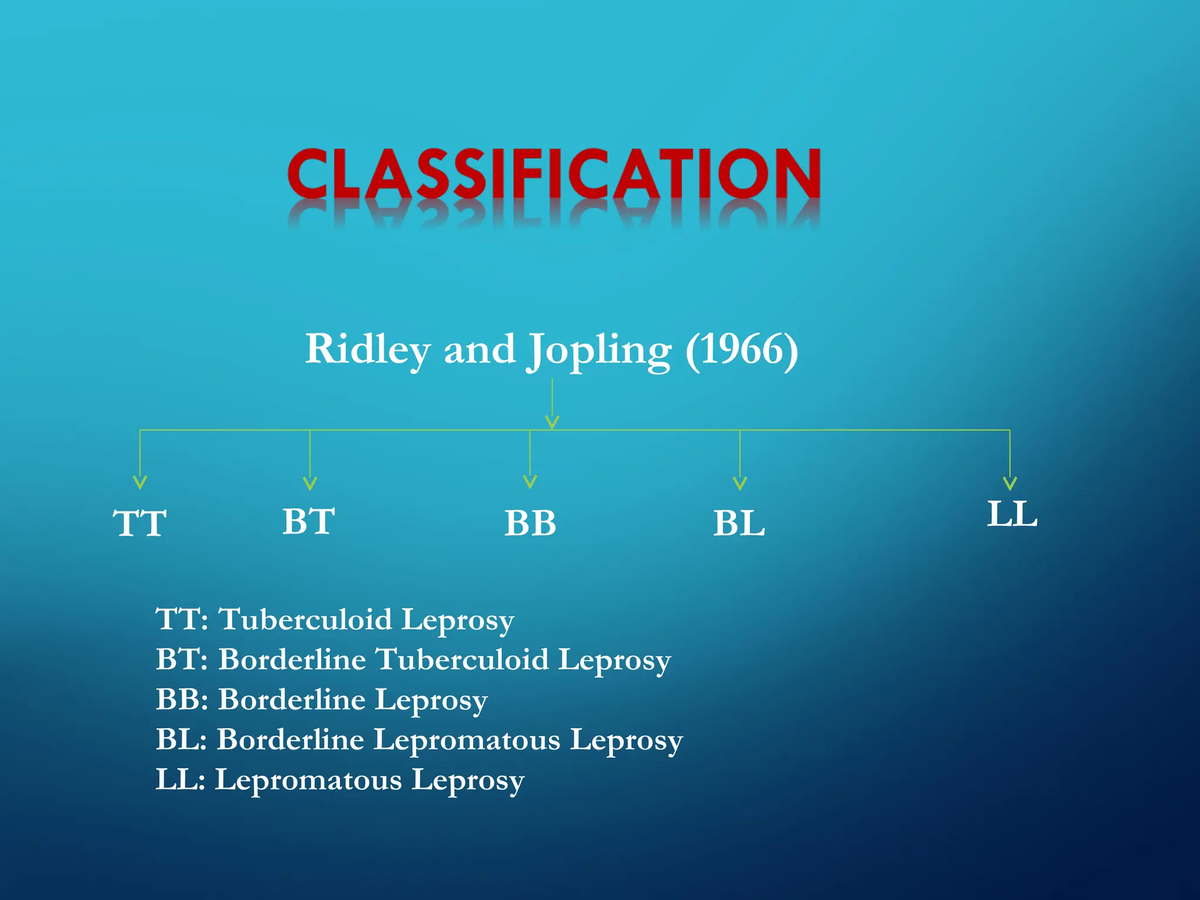 CLASSIFICATION
Ridley and Jopling (1966)
TT BT BB BL LL
TT: Tuberculoid Leprosy
BT: Borderline Tuberculoid Leprosy
BB: Borderline Leprosy
BL: Borderline Lepromatous Leprosy
LL: Lepromatous Leprosy